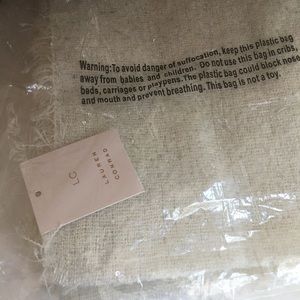 Warning:To avoid danger of suffocation, keep this plastic bag
away from babies and children. Do not use this bag in cribs,
beds, carriages or playpens. The plastic bag could block nose
and mouth and prevent breathing. This bag is not a toy.
LC
LAUREN
CONRAD